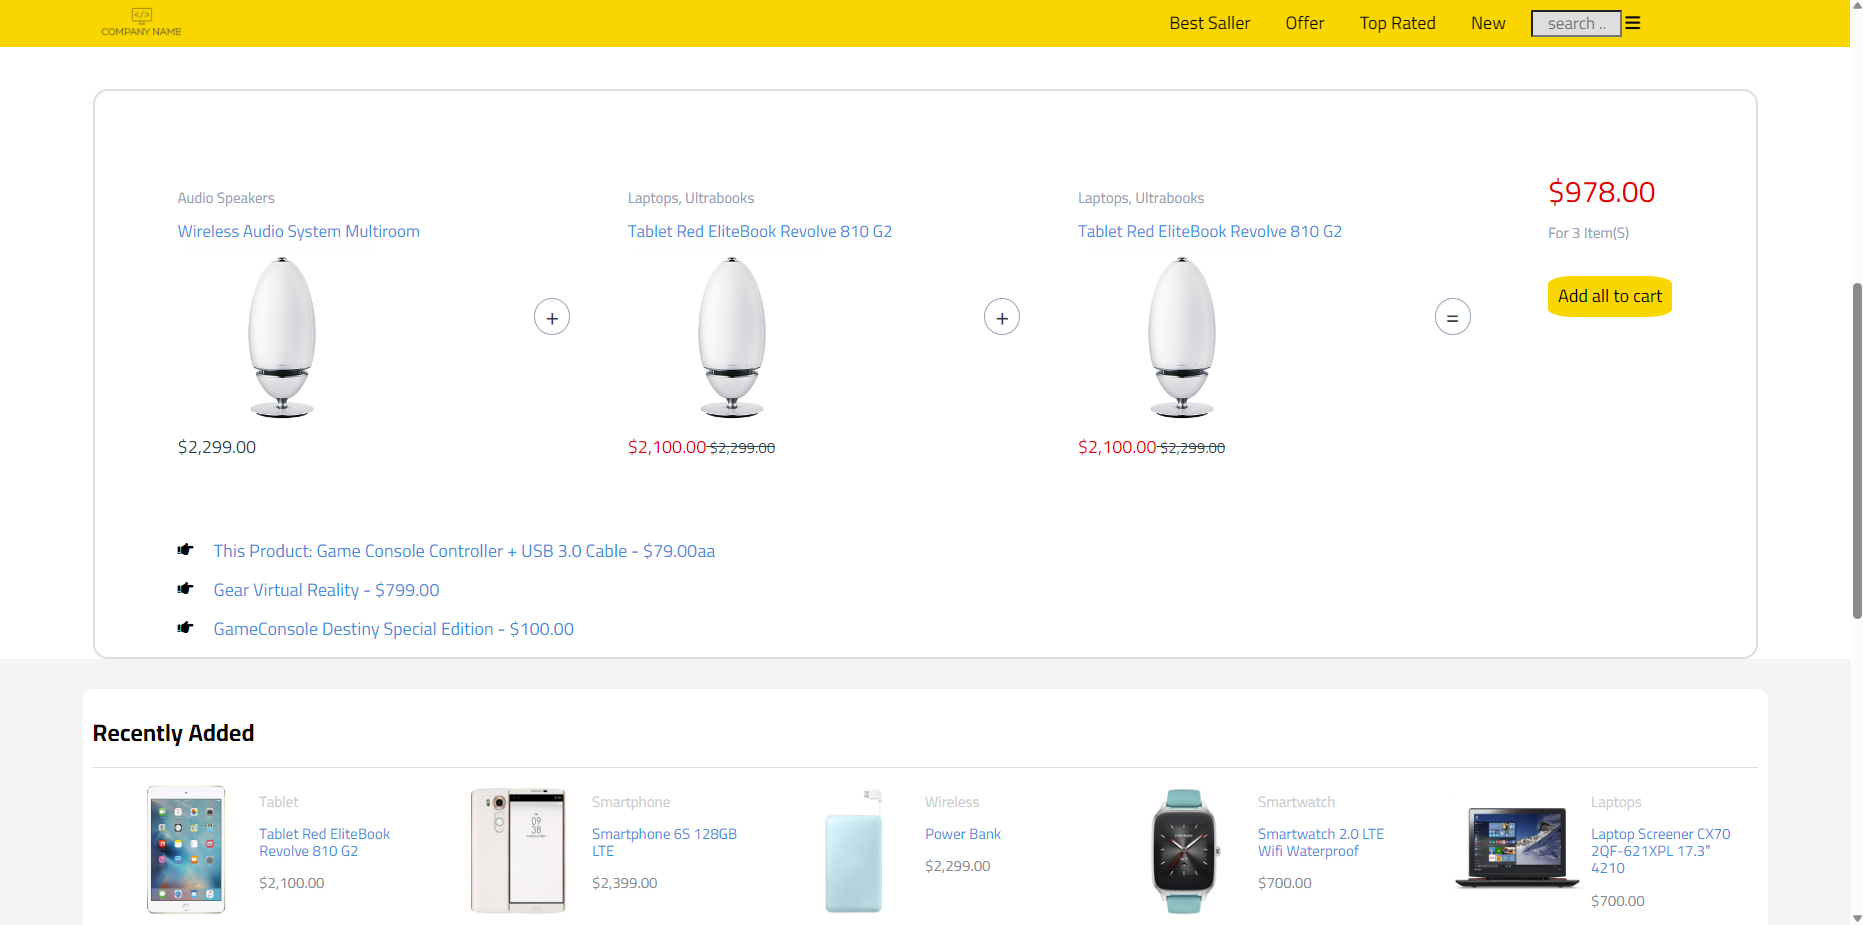 </>
COMPANY NAME
Best Saller Offer Top Rated New search .. ☰
Audio Speakers
Wireless Audio System Multiroom
$2,299.00
+
Laptops, Ultrabooks
Tablet Red EliteBook Revolve 810 G2
$2,100.00 $2,299.00
+
Laptops, Ultrabooks
Tablet Red EliteBook Revolve 810 G2
$2,100.00 $2,299.00
=
$978.00
For 3 Item(S)
Add all to cart
This Product: Game Console Controller + USB 3.0 Cable - $79.00aa
Gear Virtual Reality - $799.00
GameConsole Destiny Special Edition - $100.00
Recently Added
Tablet
Tablet Red EliteBook
Revolve 810 G2
$2,100.00
09
38
Smartphone
Smartphone 6S 128GB
LTE
$2,399.00
Wireless
Power Bank
$2,299.00
Smartwatch
Smartwatch 2.0 LTE
Wifi Waterproof
$700.00
Laptops
Laptop Screener CX70
2QF-621XPL 17.3″
4210
$700.00